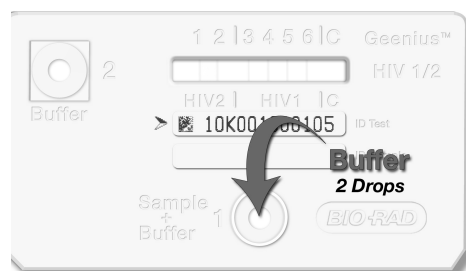 1 2 3 4 5 6 C Geenius™
2 HIV 1/2
Buffer HIV2 HIV1 C
ID Test
Buffer
2 Drops
Sample
+
Buffer 1
BIO-RAD